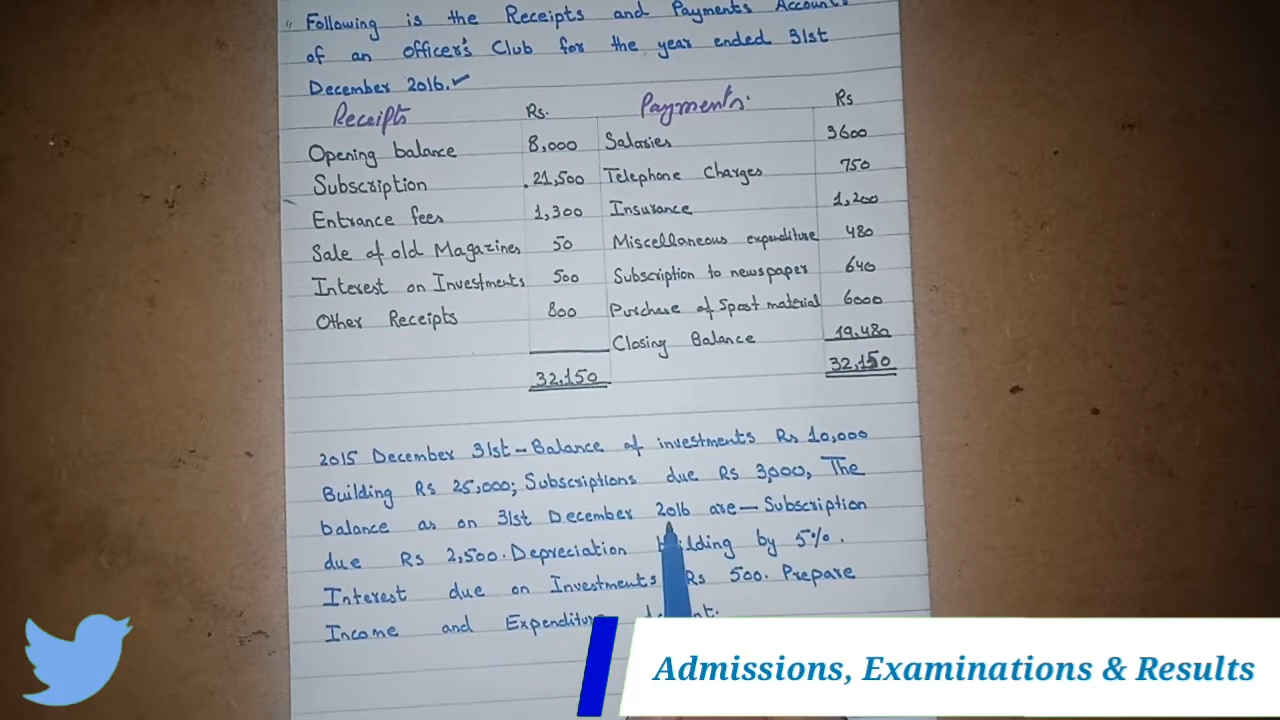 " Following is the Receipts and Payments Accounts
of an officer's Club for the year ended 31st
December 2016.
Receipts Rs. Payments. Rs
Opening balance 8,000 Salaries 3600
Subscription 21,500 Telephone Charges 750
Entrance fees 1,300 Insurance 1,200
Sale of old Magazines 50 Miscellaneous expenditure 480
Interest on Investments 500 Subscription to newspaper 640
Other Receipts 800 Purchase of Sport material 6000
Closing Balance 19,480
32,150 32,150
2015 December 31st - Balance of investments Rs 10,000
Building Rs 25,000; Subscriptions due Rs 3,000, The
balance as on 31st December 2016 are - Subscription
due Rs 2,500. Depreciation building by 5%.
Interest due on Investments Rs 500. Prepare
Income and
Admissions, Examinations & Results